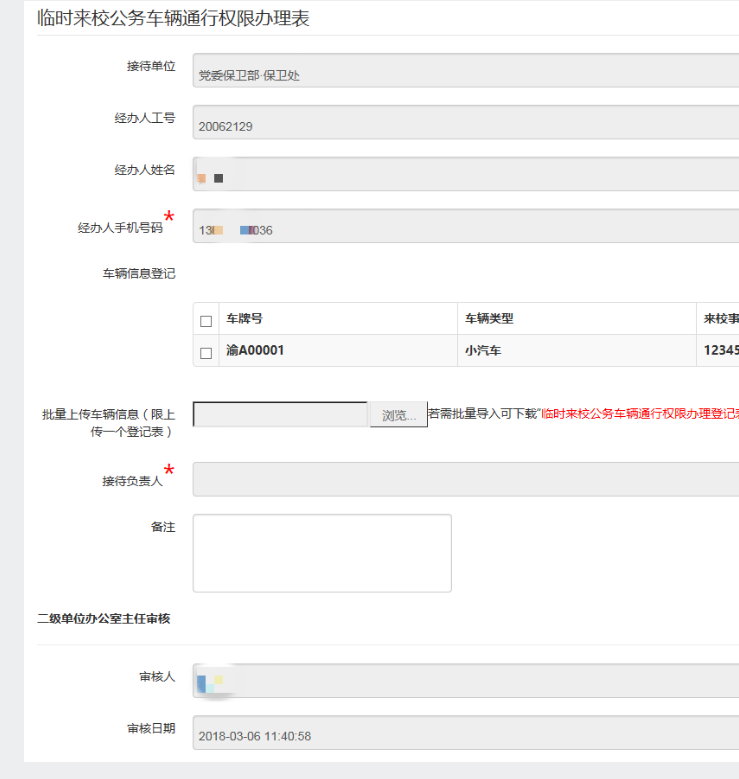 临时来校公务车辆通行权限办理表
接待单位
党委保卫部·保卫处
经办人工号
20062129
经办人姓名
经办人手机号码*
13 036
车辆信息登记
车牌号 车辆类型 来校事
渝A00001 小汽车 12345
批量上传车辆信息（限上
传一个登记表）
浏览... 若需批量导入可下载"临时来校公务车辆通行权限办理登记表
接待负责人*
备注
二级单位办公室主任审核
审核人
审核日期
2018-03-06 11:40:58